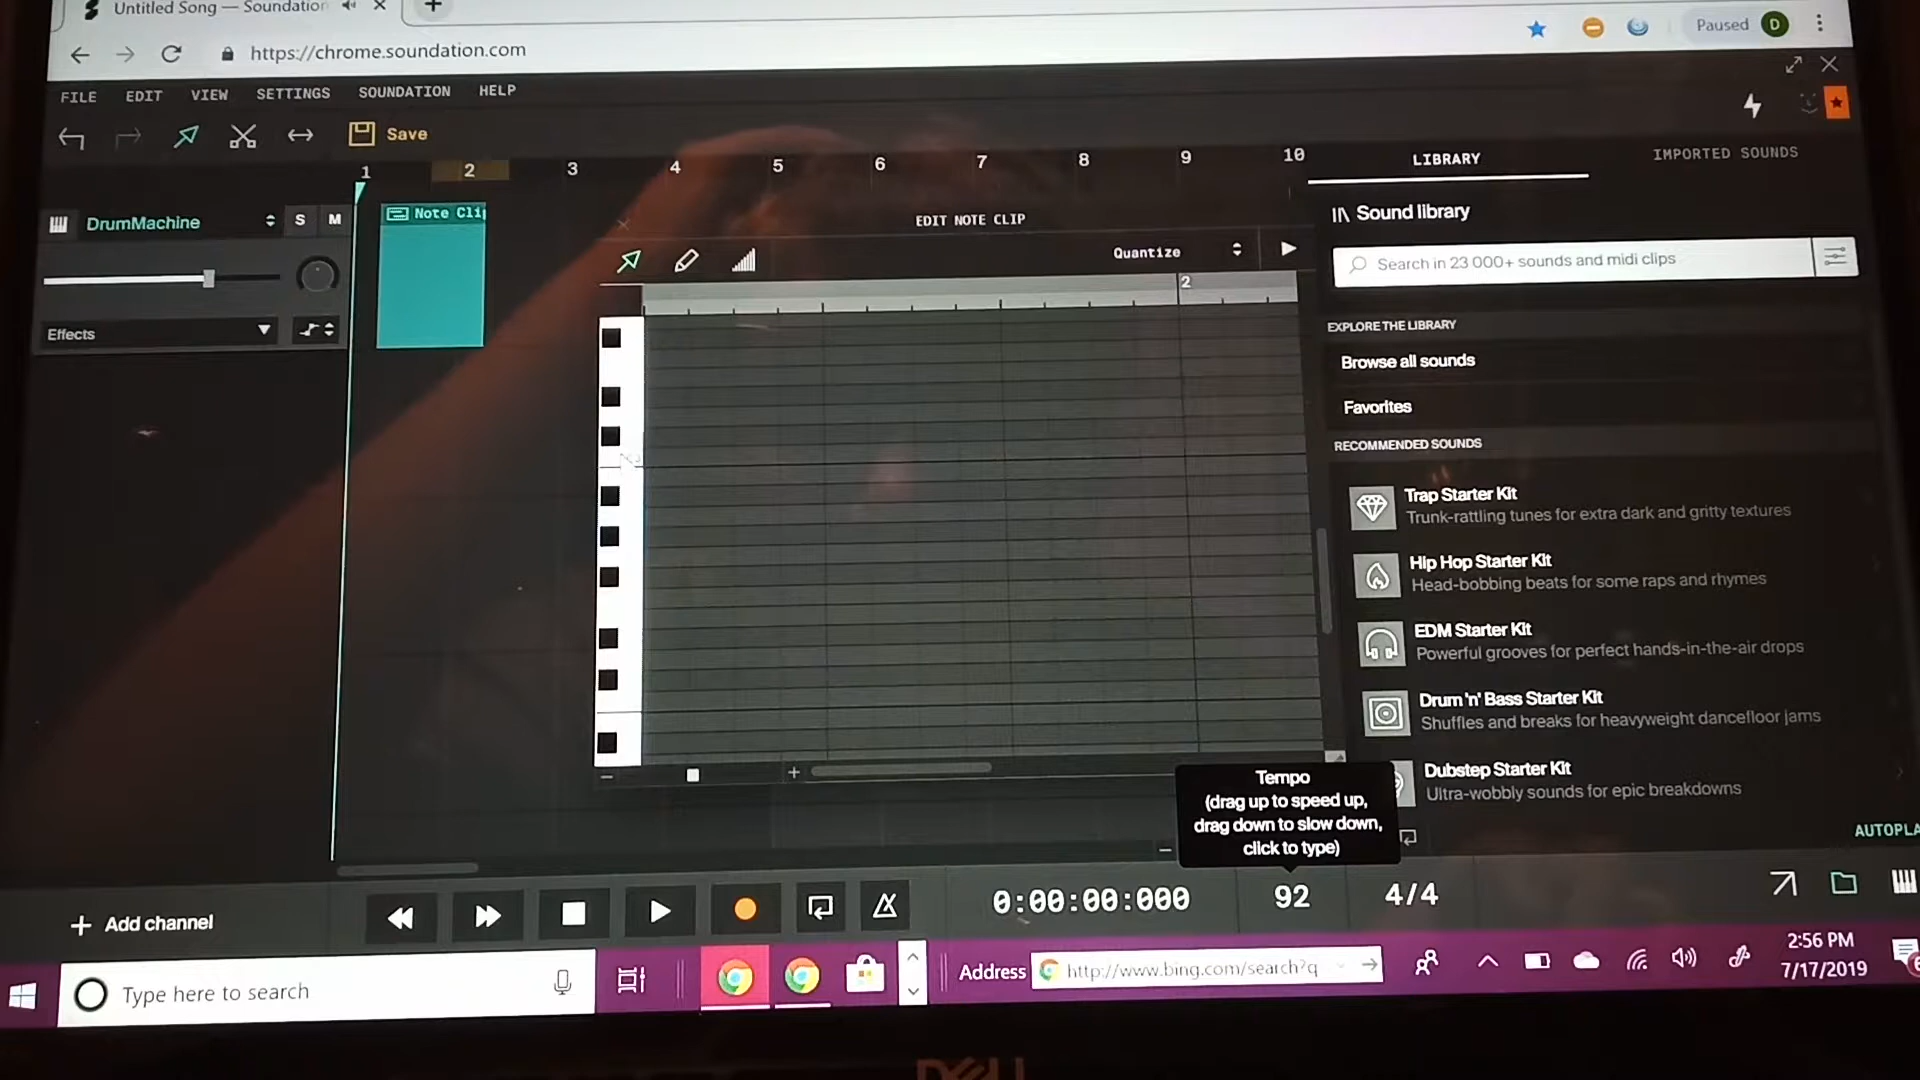 Untitled Song — Soundation
https://chrome.soundation.com
Paused
D
FILE EDIT VIEW SETTINGS SOUNDATION HELP
Save
1 2 3 4 5 6 7 8 9 10
LIBRARY
IMPORTED SOUNDS
DrumMachine
S M
Note Clip
EDIT NOTE CLIP
Sound library
Quantize
Search in 23 000+ sounds and midi clips
2
Effects
EXPLORE THE LIBRARY
Browse all sounds
Favorites
RECOMMENDED SOUNDS
Trap Starter Kit
Trunk-rattling tunes for extra dark and gritty textures
Hip Hop Starter Kit
Head-bobbing beats for some raps and rhymes
EDM Starter Kit
Powerful grooves for perfect hands-in-the-air drops
Drum 'n' Bass Starter Kit
Shuffles and breaks for heavyweight dancefloor jams
Dubstep Starter Kit
Ultra-wobbly sounds for epic breakdowns
Tempo
(drag up to speed up,
drag down to slow down,
click to type)
AUTOPLA
Add channel
0:00:00:000
92
4/4
Type here to search
Address
http://www.bing.com/search?q
2:56 PM
7/17/2019
DELL